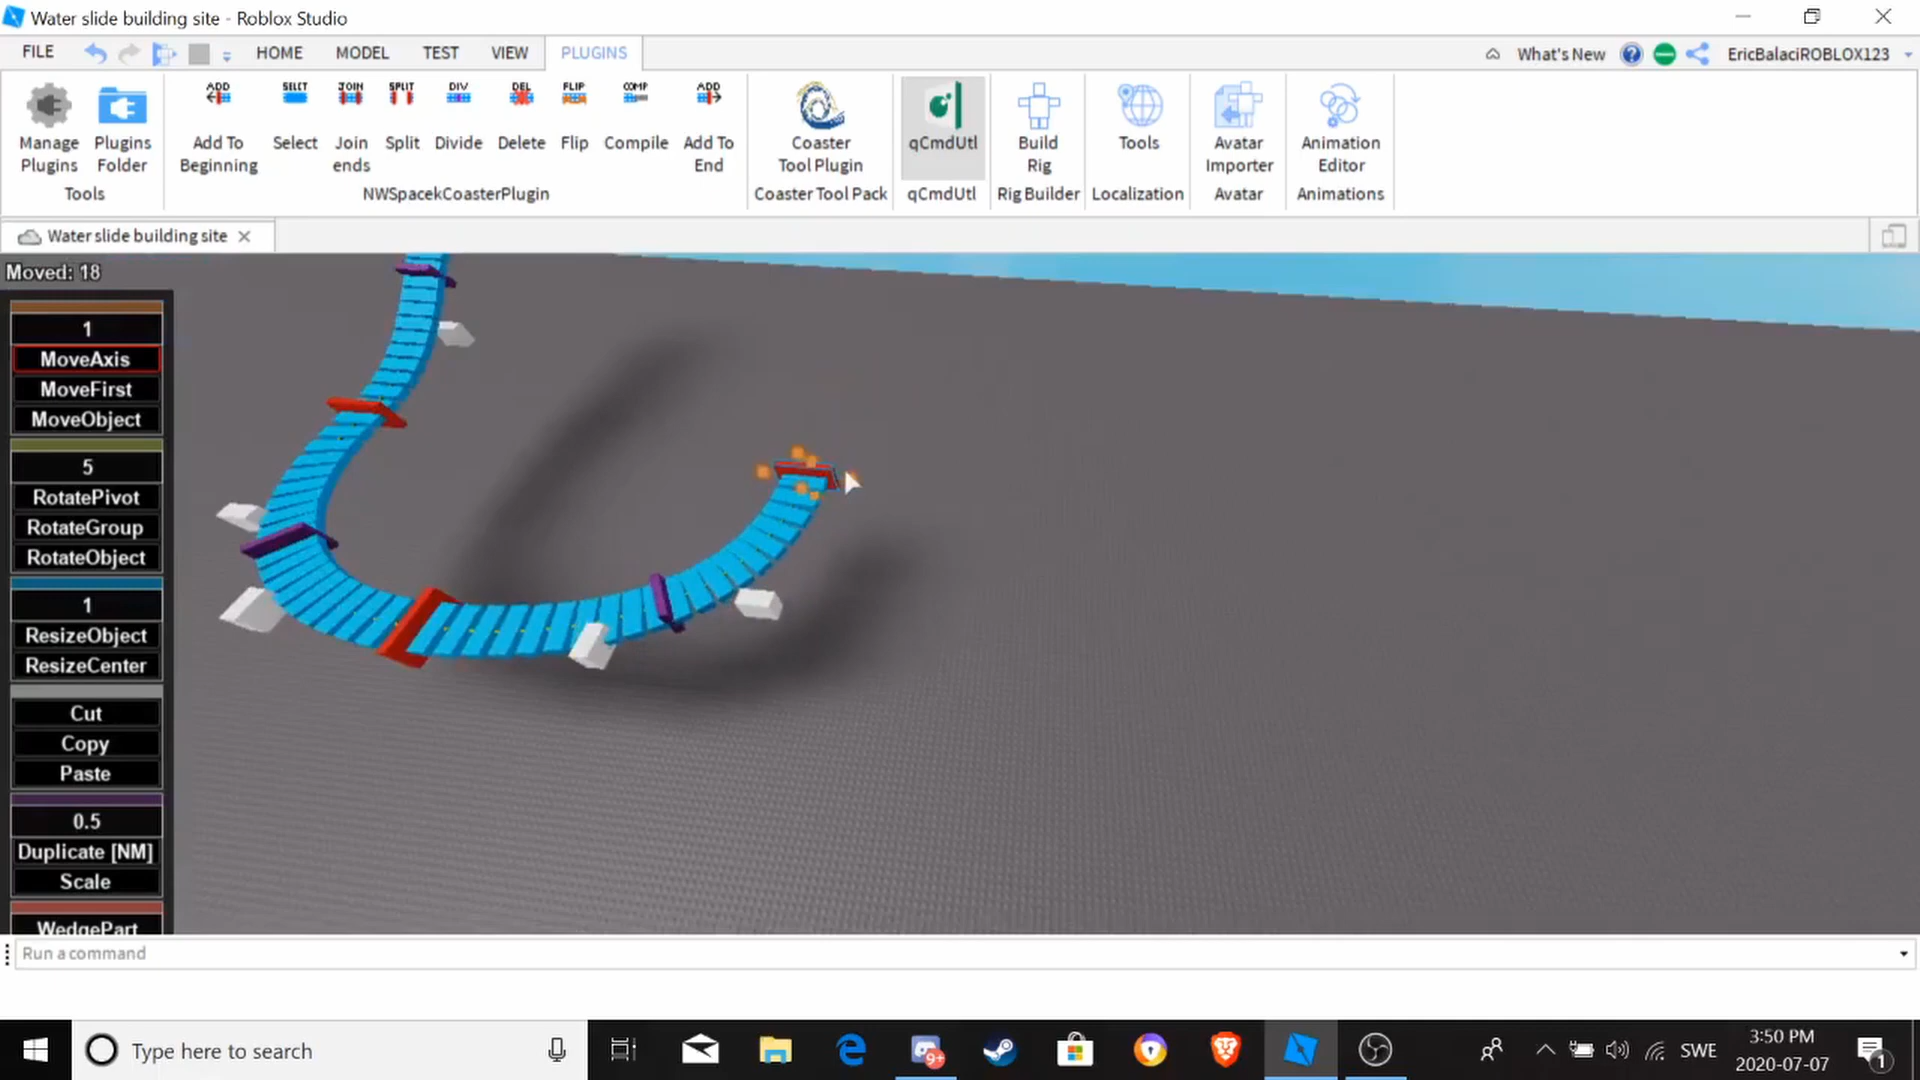 Water slide building site - Roblox Studio
FILE HOME MODEL TEST VIEW PLUGINS What's New EricBalaciROBLOX123
ADD SELECT JOIN SPLIT DIV DEL FLIP COMP ADD
Manage Plugins Add To Select Join Split Divide Delete Flip Compile Add To Coaster qCmdUtl Build Tools Avatar Animation
Plugins Folder Beginning ends End Tool Plugin Rig Importer Editor
Tools NWSpacekCoasterPlugin Coaster Tool Pack qCmdUtl Rig Builder Localization Avatar Animations
Water slide building site
Moved: 18
1
MoveAxis
MoveFirst
MoveObject
5
RotatePivot
RotateGroup
RotateObject
1
ResizeObject
ResizeCenter
Cut
Copy
Paste
0.5
Duplicate [NM]
Scale
WedgePart
Run a command
Type here to search
9+
SWE
3:50 PM
2020-07-07
1